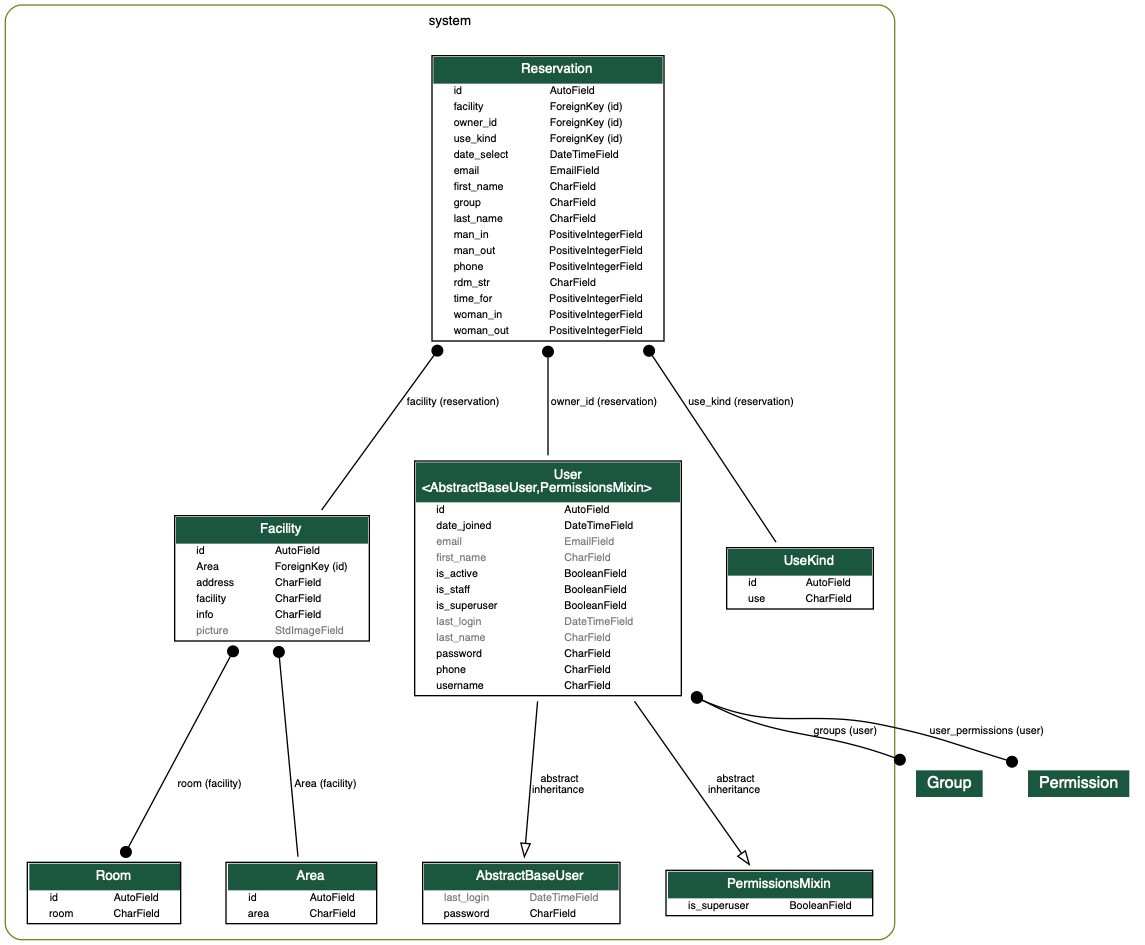 system
Reservation
id AutoField
facility ForeignKey (id)
owner_id ForeignKey (id)
use_kind ForeignKey (id)
date_select DateTimeField
email EmailField
first_name CharField
group CharField
last_name CharField
man_in PositiveIntegerField
man_out PositiveIntegerField
phone PositiveIntegerField
rdm_str CharField
time_for PositiveIntegerField
woman_in PositiveIntegerField
woman_out PositiveIntegerField
facility (reservation)
owner_id (reservation)
use_kind (reservation)
Facility
id AutoField
Area ForeignKey (id)
address CharField
facility CharField
info CharField
picture StdImageField
User
<AbstractBaseUser,PermissionsMixin>
id AutoField
date_joined DateTimeField
email EmailField
first_name CharField
is_active BooleanField
is_staff BooleanField
is_superuser BooleanField
last_login DateTimeField
last_name CharField
password CharField
phone CharField
username CharField
UseKind
id AutoField
use CharField
room (facility)
Area (facility)
abstract
inheritance
abstract
inheritance
groups (user)
user_permissions (user)
Group
Permission
Room
id AutoField
room CharField
Area
id AutoField
area CharField
AbstractBaseUser
last_login DateTimeField
password CharField
PermissionsMixin
is_superuser BooleanField